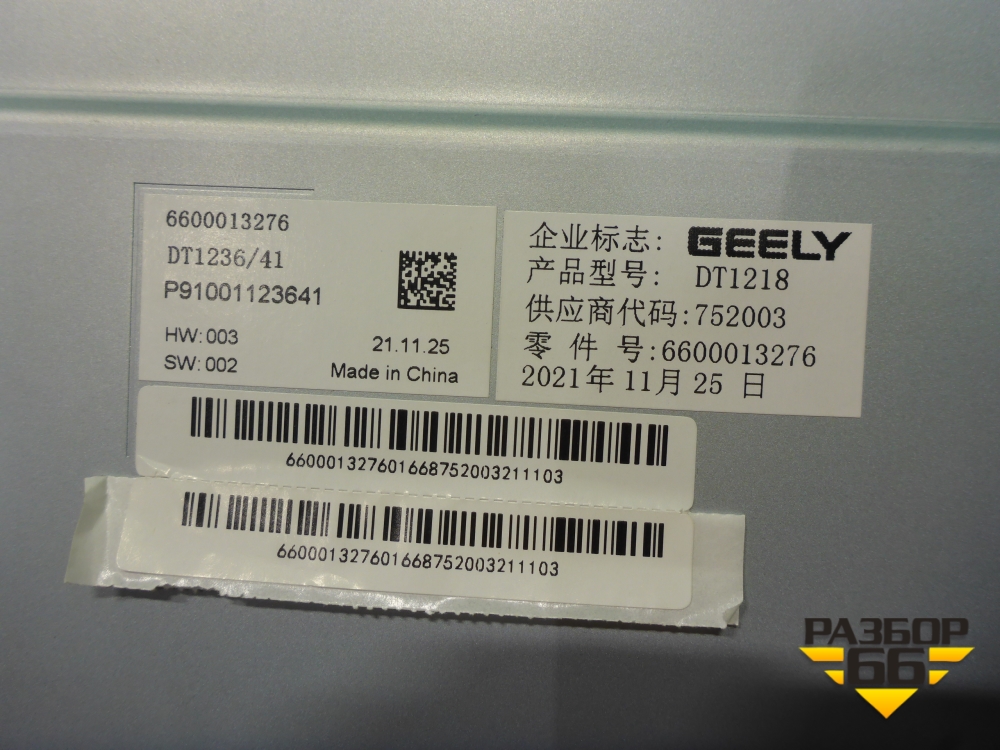 6600013276
DT1236/41
P91001123641
HW:003
SW:002
21.11.25
Made in China
企业标志: GEELY
产品型号: DT1218
供应商代码:752003
零 件 号:6600013276
2021年 11月 25 日
660001327601668752003211103
660001327601668752003211103
РАЗБОР
66